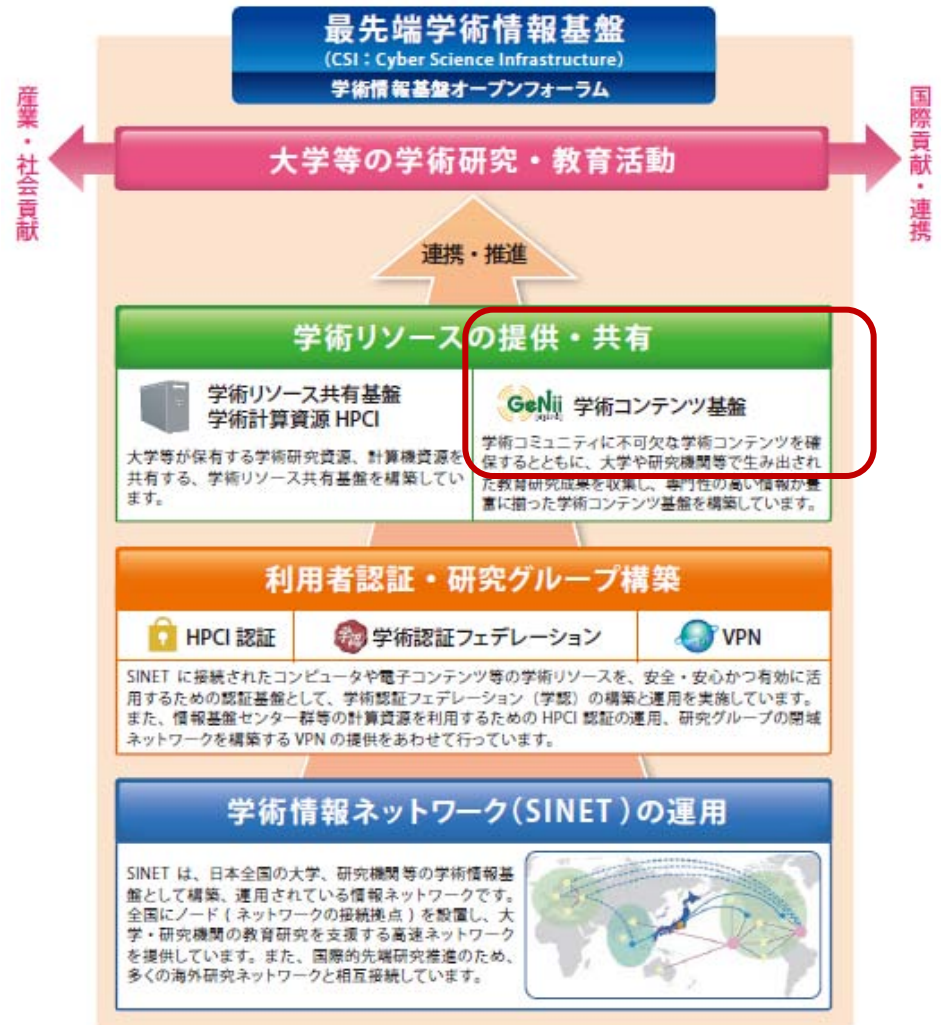 最先端学術情報基盤
(CSI：Cyber Science Infrastructure)
学術情報基盤オープンフォーラム
産業・社会貢献
大学等の学術研究・教育活動
国際貢献・連携
連携・推進
学術リソースの提供・共有
学術リソース共有基盤
学術計算資源 HPCI
大学等が保有する学術研究資源、計算機資源を
共有する、学術リソース共有基盤を構築してい
ます。
GeNii 学術コンテンツ基盤
学術コミュニティに不可欠な学術コンテンツを確
保するとともに、大学や研究機関等で生み出され
た教育研究成果を収集し、専門性の高い情報が豊
富に揃った学術コンテンツ基盤を構築しています。
利用者認証・研究グループ構築
HPCI 認証
学術認証フェデレーション
VPN
SINET に接続されたコンピュータや電子コンテンツ等の学術リソースを、安全・安心かつ有効に活
用するための認証基盤として、学術認証フェデレーション（学認）の構築と運用を実施しています。
また、情報基盤センター群等の計算資源を利用するための HPCI 認証の運用、研究グループの閉域
ネットワークを構築する VPN の提供をあわせて行っています。
学術情報ネットワーク(SINET)の運用
SINET は、日本全国の大学、研究機関等の学術情報基
盤として構築、運用されている情報ネットワークです。
全国にノード ( ネットワークの接続拠点 ) を設置し、大
学・研究機関の教育研究を支援する高速ネットワーク
を提供しています。また、国際的先端研究推進のため、
多くの海外研究ネットワークと相互接続しています。